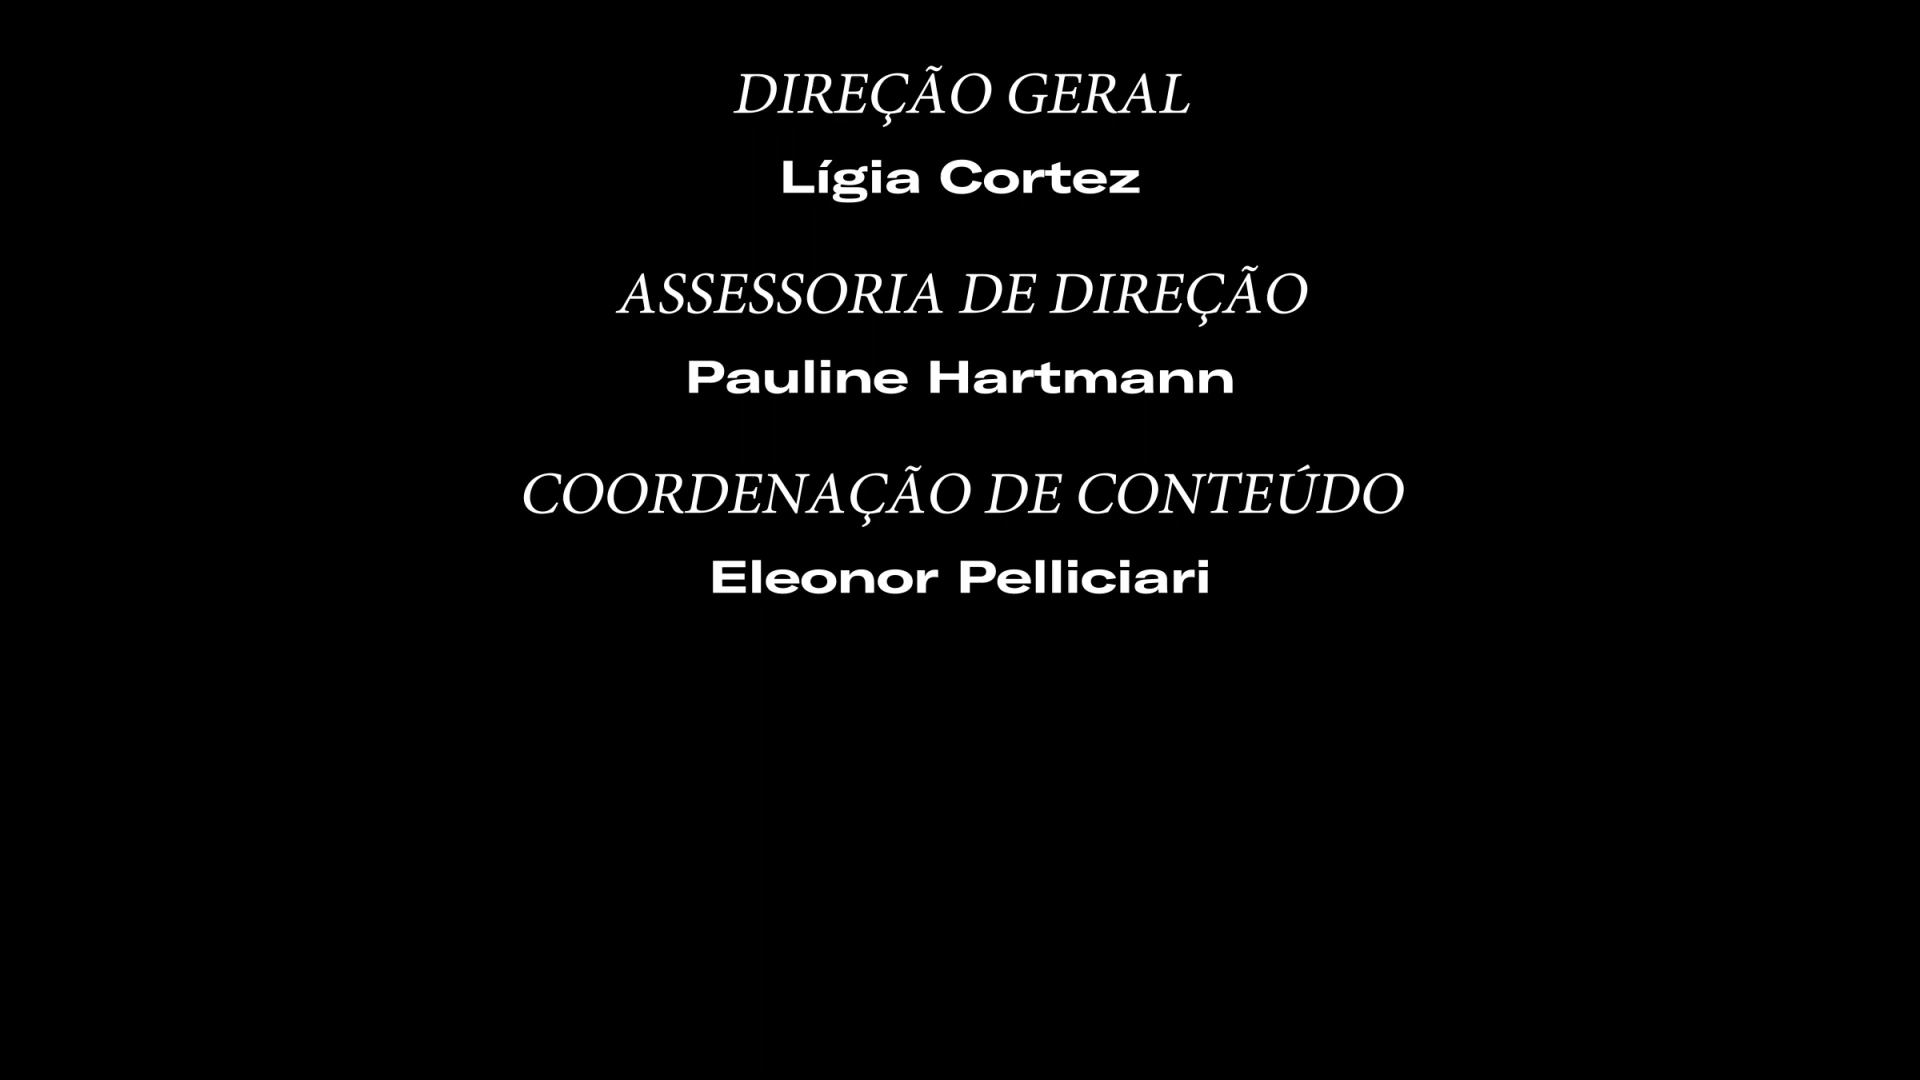 DIREÇÃO GERAL
Lígia Cortez
ASSESSORIA DE DIREÇÃO
Pauline Hartmann
COORDENAÇÃO DE CONTEÚDO
Eleonor Pelliciari